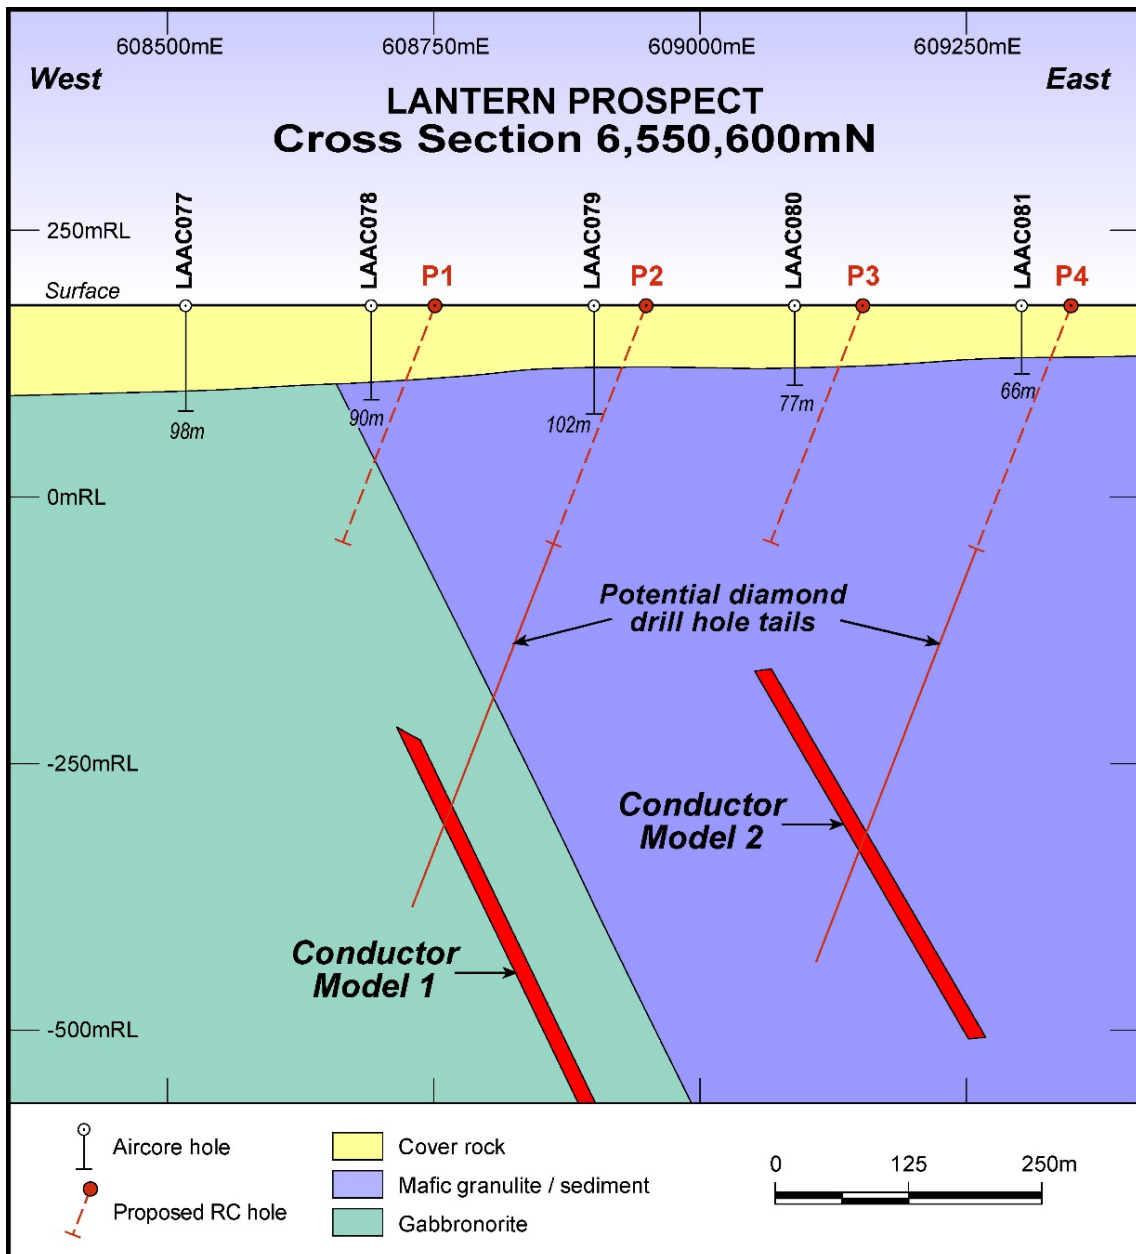 608500mE 608750mE 609000mE 609250mE
West East
LANTERN PROSPECT
Cross Section 6,550,600mN
LAAC077 LAAC078 LAAC079 LAAC080 LAAC081
250mRL
Surface P1 P2 P3 P4
98m 90m 102m 77m 66m
0mRL
Potential diamond
drill hole tails
-250mRL
Conductor
Model 2
Conductor
Model 1
-500mRL
Aircore hole
Proposed RC hole
Cover rock
Mafic granulite / sediment
Gabbronorite
0 125 250m